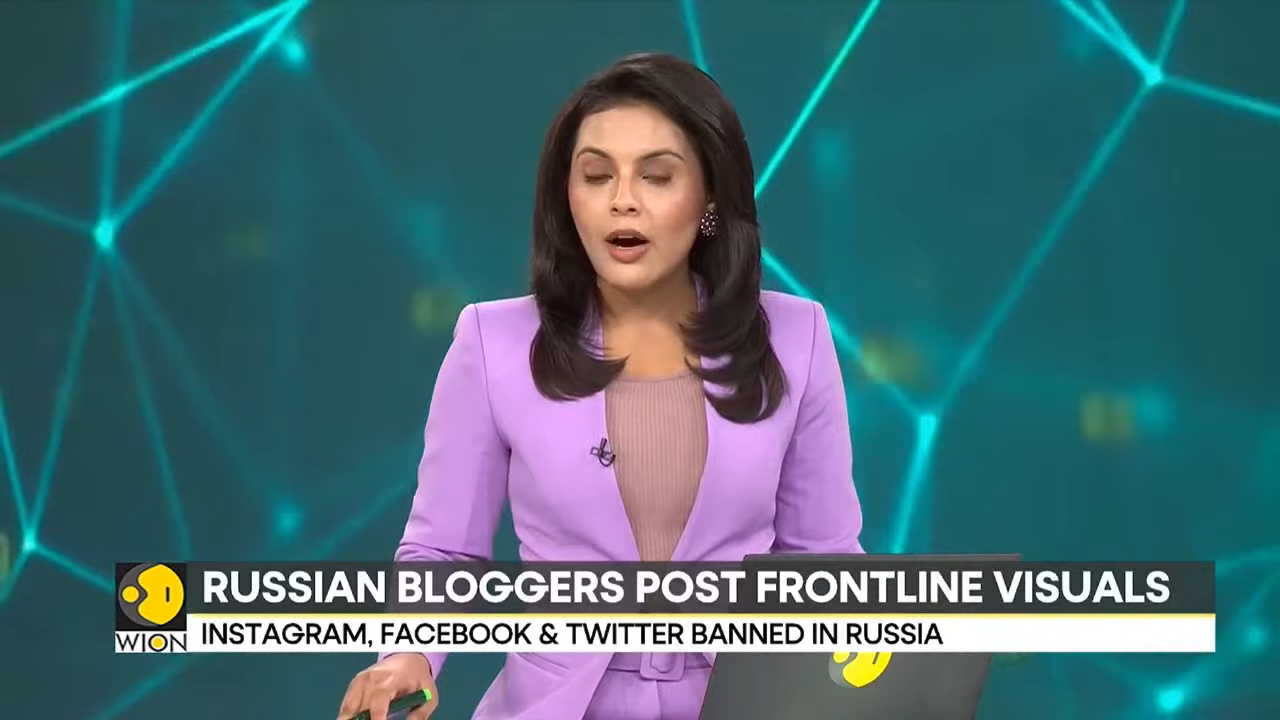 RUSSIAN BLOGGERS POST FRONTLINE VISUALS
INSTAGRAM, FACEBOOK & TWITTER BANNED IN RUSSIA
WION